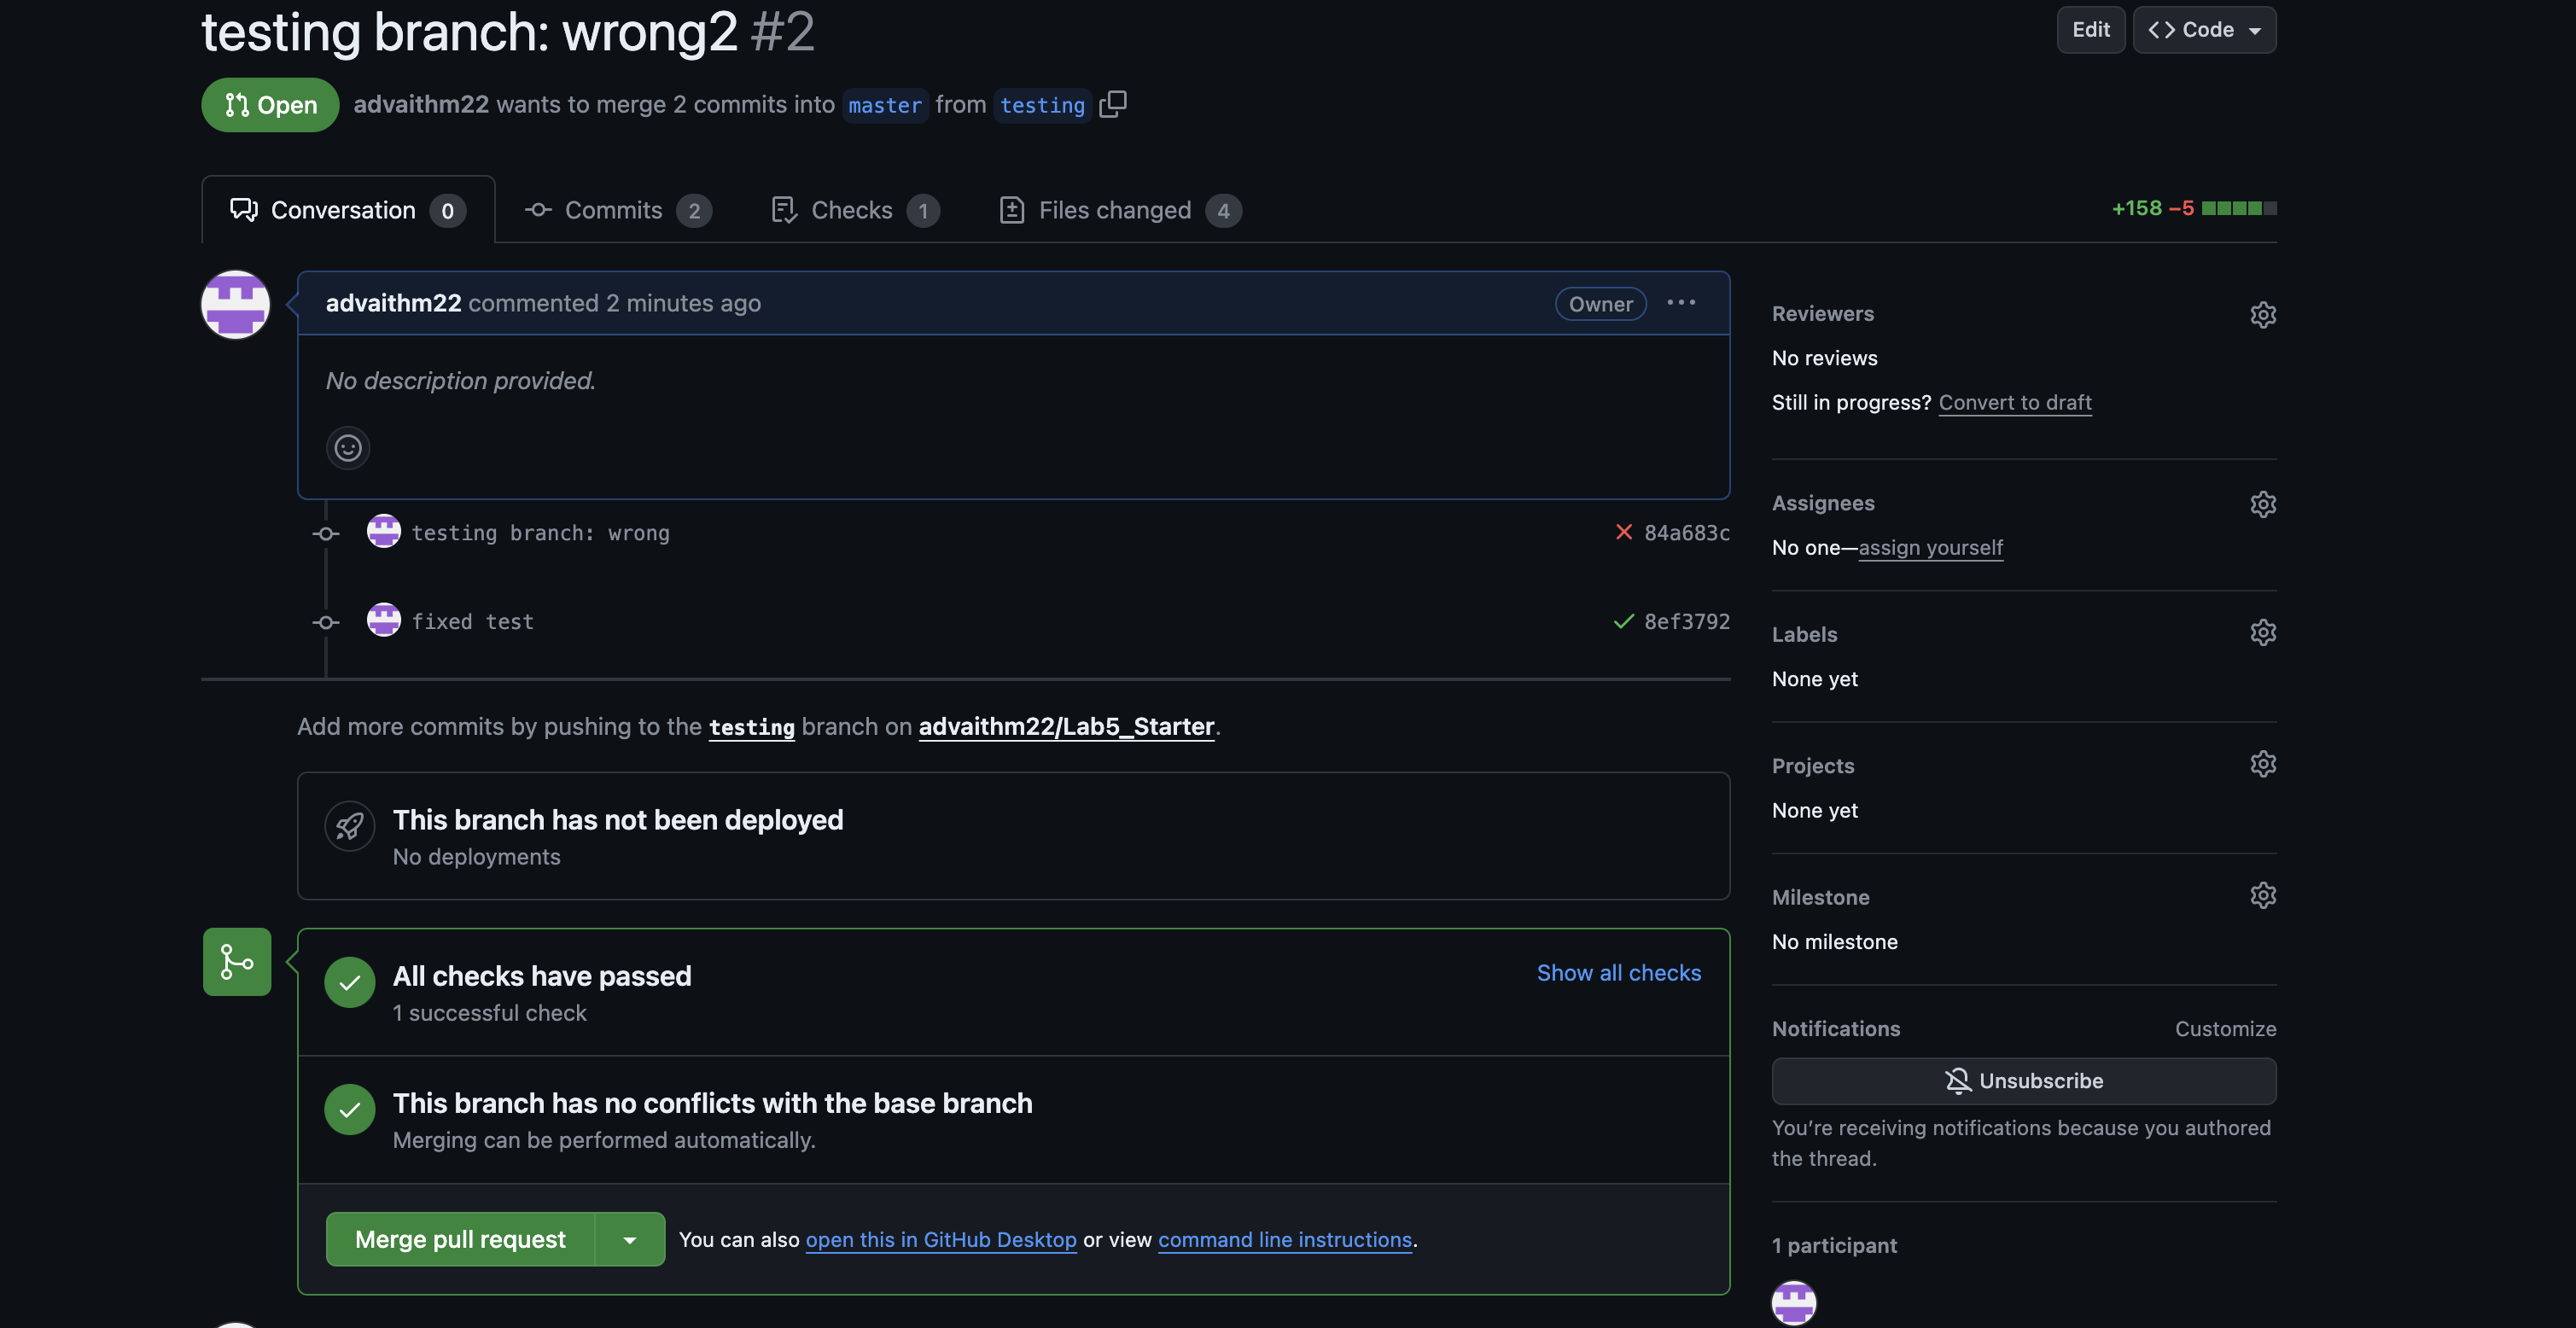 testing branch: wrong2 #2
Edit
Code
Open
advaithm22 wants to merge 2 commits into master from testing
Conversation 0
Commits 2
Checks 1
Files changed 4
+158 −5
advaithm22 commented 2 minutes ago
Owner
No description provided.
testing branch: wrong
84a683c
fixed test
8ef3792
Add more commits by pushing to the testing branch on advaithm22/Lab5_Starter.
This branch has not been deployed
No deployments
All checks have passed
Show all checks
1 successful check
This branch has no conflicts with the base branch
Merging can be performed automatically.
Merge pull request
You can also open this in GitHub Desktop or view command line instructions.
Reviewers
No reviews
Still in progress? Convert to draft
Assignees
No one—assign yourself
Labels
None yet
Projects
None yet
Milestone
No milestone
Notifications
Customize
Unsubscribe
You’re receiving notifications because you authored
the thread.
1 participant